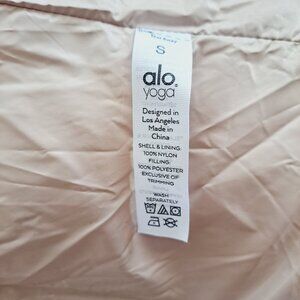 S
alo
yoga
Designed in
Los Angeles
Made in
China
SHELL & LINING:
100% NYLON
FILLING:
100% POLYESTER
EXCLUSIVE OF
TRIMMING
WASH
SEPARATELY